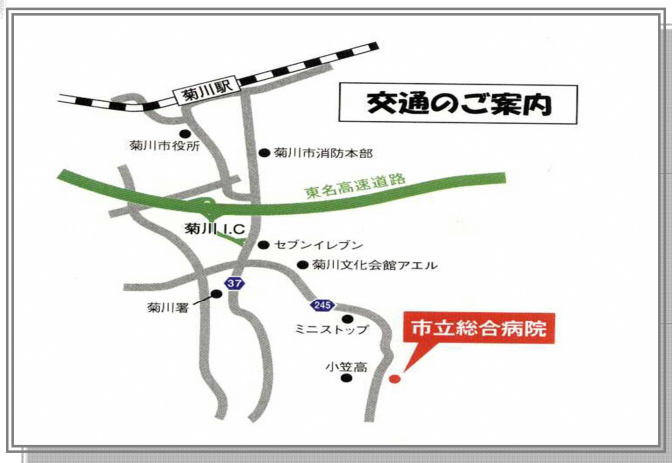 菊川駅
交通のご案内
菊川市役所
菊川市消防本部
東名高速道路
菊川 I.C
セブンイレブン
菊川文化会館アエル
37
菊川署
245
ミニストップ
市立総合病院
小笠高